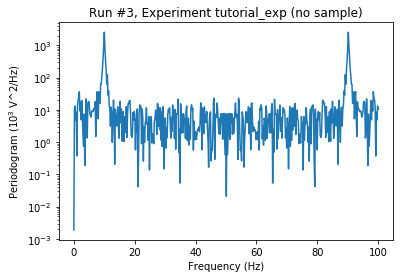 Run #3, Experiment tutorial_exp (no sample)
Periodogram (10³ V^2/Hz)
10³
10²
10¹
10⁰
10⁻¹
10⁻²
10⁻³
0 20 40 60 80 100
Frequency (Hz)